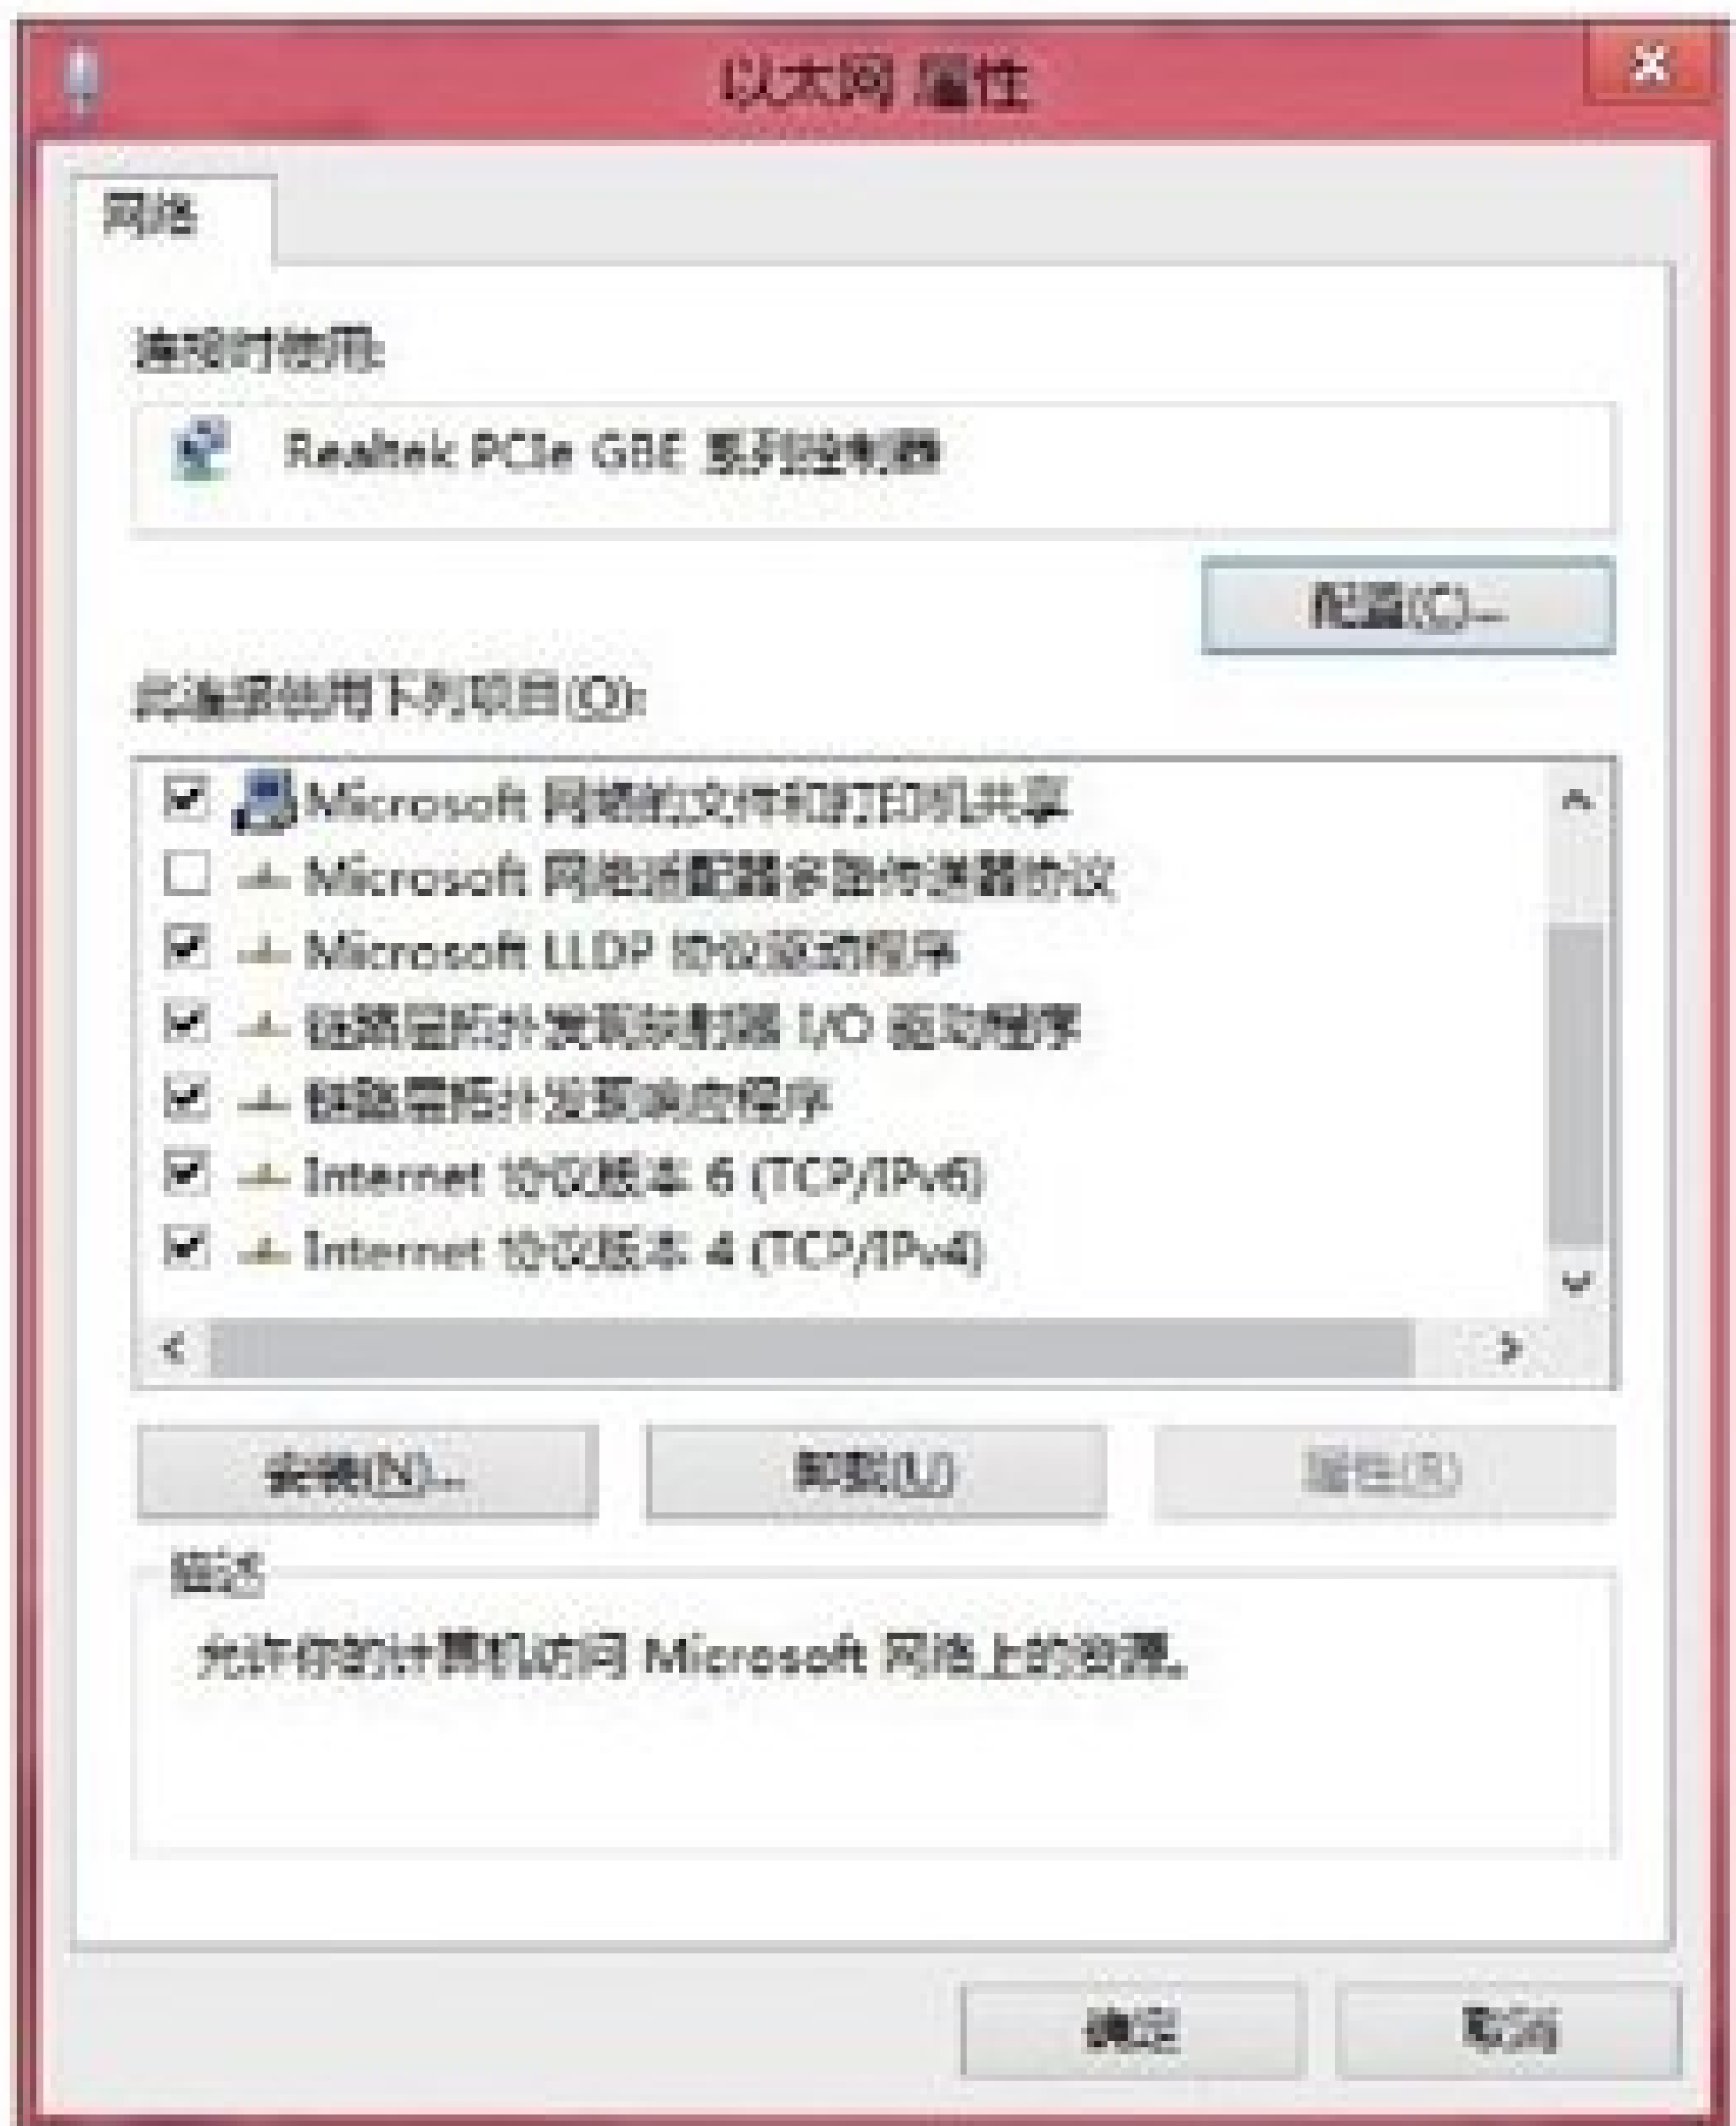 以太网 属性
网络
连接时使用:
Realtek PCIe GBE 系列控制器
配置(C)...
此连接使用下列项目(O):
Microsoft 网络的文件和打印机共享
Microsoft 网络适配器多路传送器协议
Microsoft LLDP 协议驱动程序
链路层拓扑发现映射器 I/O 驱动程序
链路层拓扑发现响应程序
Internet 协议版本 6 (TCP/IPv6)
Internet 协议版本 4 (TCP/IPv4)
安装(N)...
卸载(U)
属性(R)
描述
允许你的计算机访问 Microsoft 网络上的资源。
确定
取消